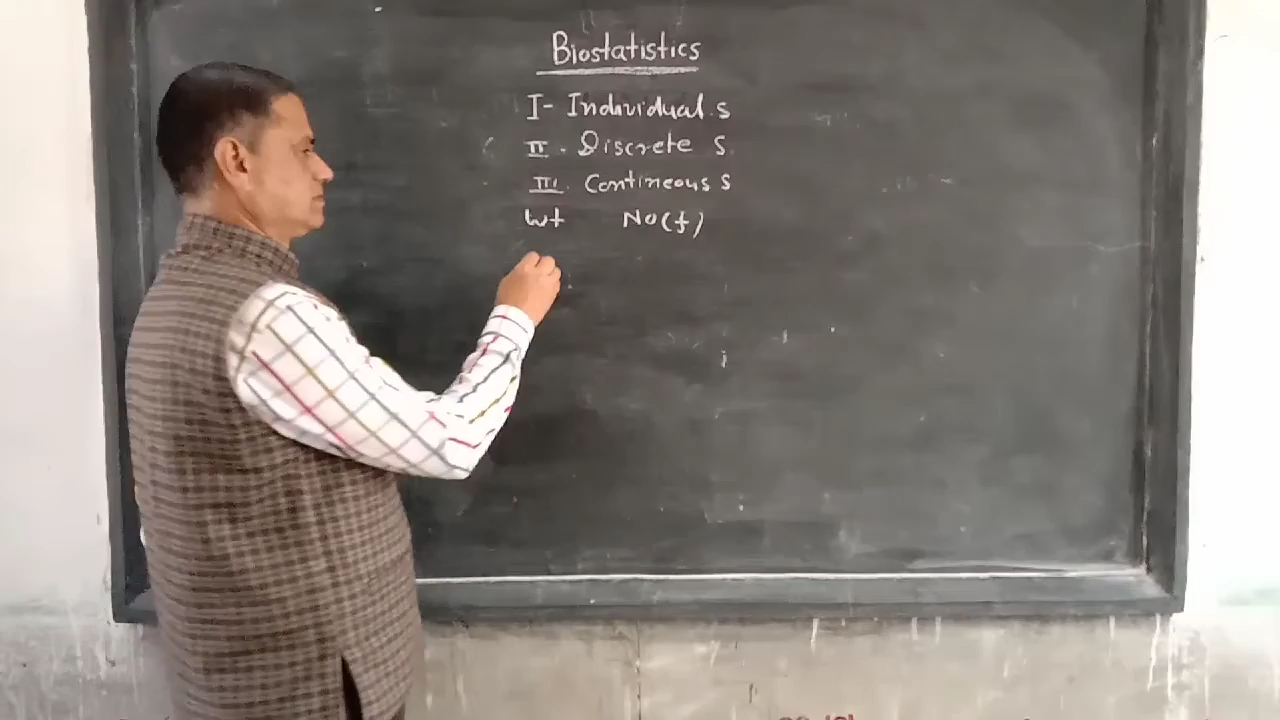 Biostatistics
I- Individual. s
II. Discrete S.
III. Contineous S
Wt No(f)